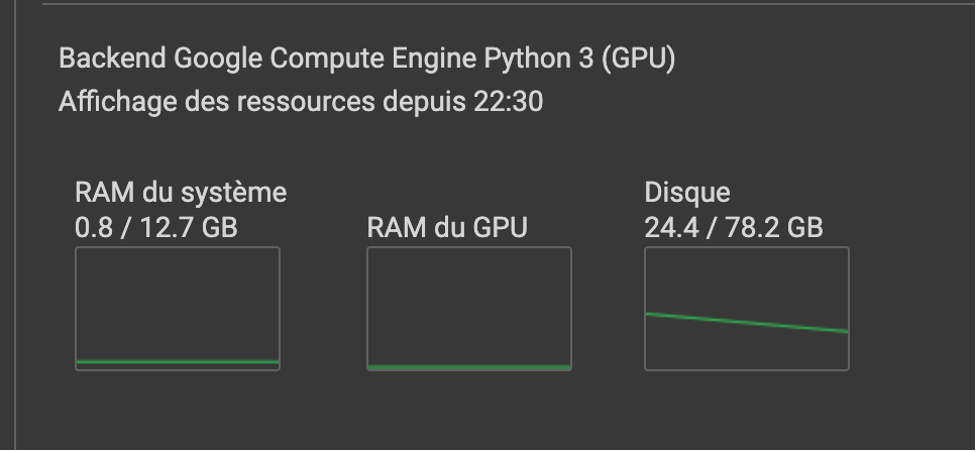 Backend Google Compute Engine Python 3 (GPU)
Affichage des ressources depuis 22:30
RAM du système
0.8 / 12.7 GB
RAM du GPU
Disque
24.4 / 78.2 GB